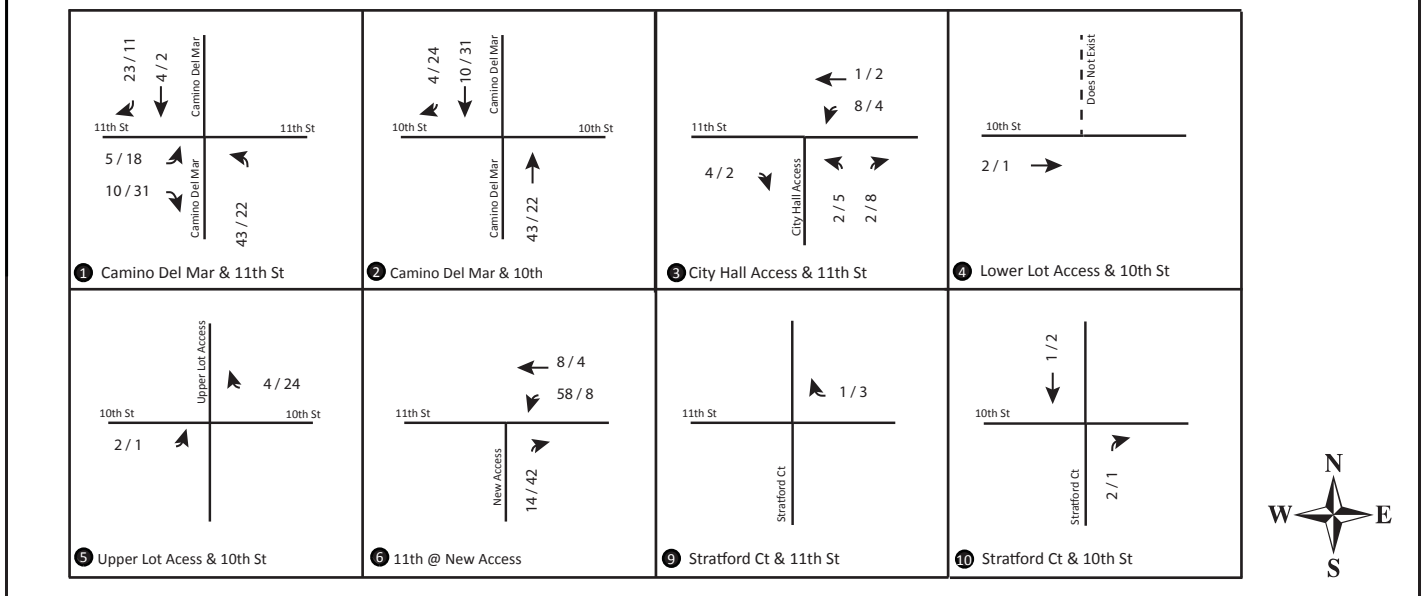 23 / 11
4 / 2
Camino Del Mar
11th St
11th St
5 / 18
10 / 31
Camino Del Mar
43 / 22
1 Camino Del Mar & 11th St
4 / 24
10 / 31
Camino Del Mar
10th St
10th St
Camino Del Mar
43 / 22
2 Camino Del Mar & 10th
1 / 2
8 / 4
11th St
4 / 2
City Hall Access
2 / 5
2 / 8
3 City Hall Access & 11th St
Does Not Exist
10th St
2 / 1
4 Lower Lot Access & 10th St
Upper Lot Access
4 / 24
10th St
10th St
2 / 1
5 Upper Lot Acess & 10th St
8 / 4
58 / 8
11th St
New Access
14 / 42
6 11th @ New Access
1 / 3
11th St
Stratford Ct
9 Stratford Ct & 11th St
1 / 2
10th St
Stratford Ct
2 / 1
10 Stratford Ct & 10th St
N
W E
S